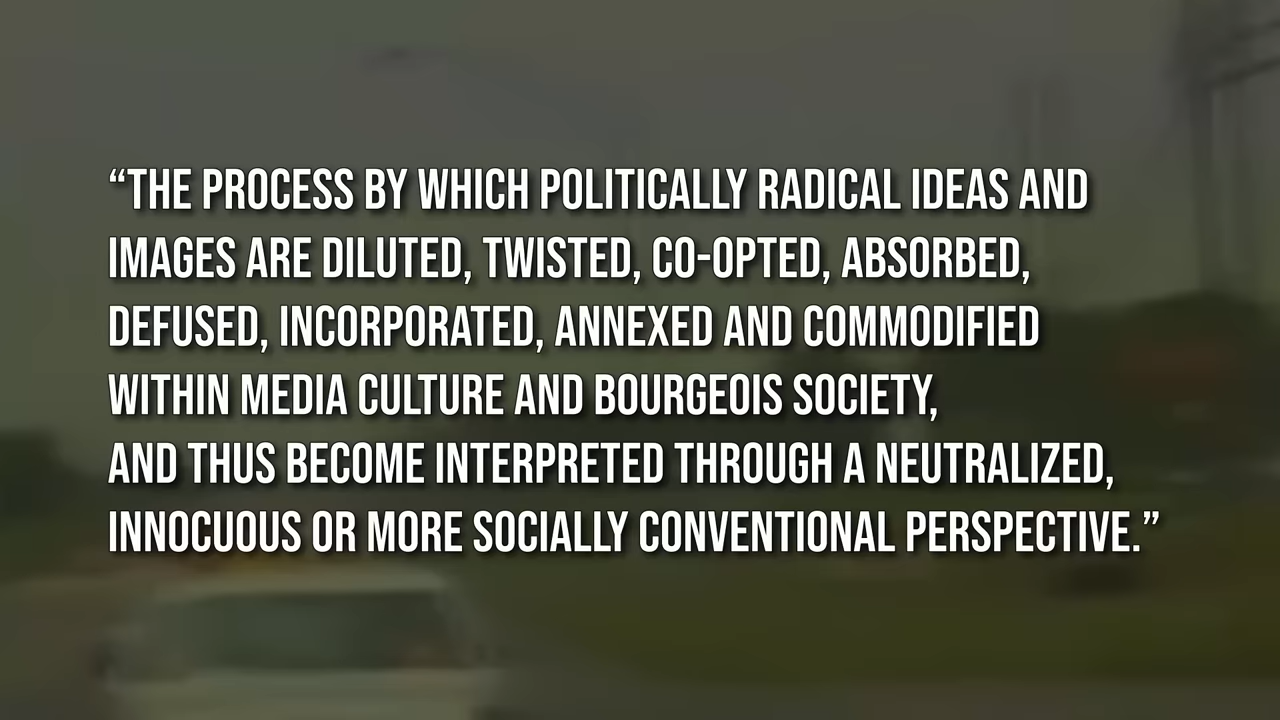 “THE PROCESS BY WHICH POLITICALLY RADICAL IDEAS AND
IMAGES ARE DILUTED, TWISTED, CO-OPTED, ABSORBED,
DEFUSED, INCORPORATED, ANNEXED AND COMMODIFIED
WITHIN MEDIA CULTURE AND BOURGEOIS SOCIETY,
AND THUS BECOME INTERPRETED THROUGH A NEUTRALIZED,
INNOCUOUS OR MORE SOCIALLY CONVENTIONAL PERSPECTIVE.”